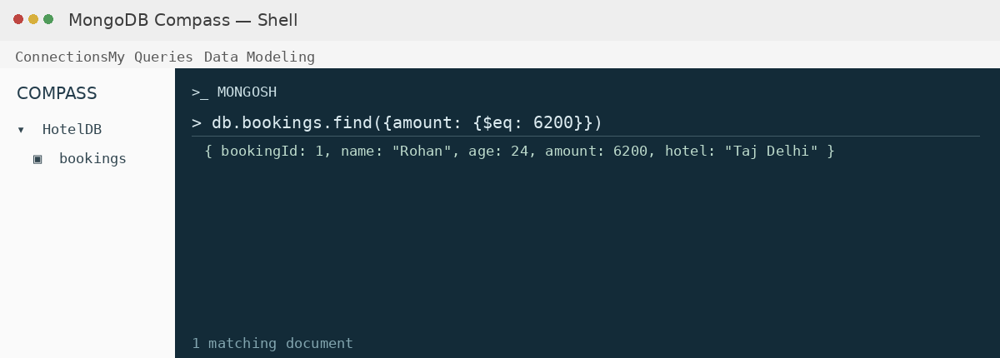 MongoDB Compass — Shell
ConnectionsMy Queries Data Modeling
COMPASS
▾ HotelDB
▣ bookings
>_ MONGOSH
> db.bookings.find({amount: {$eq: 6200}})
{ bookingId: 1, name: "Rohan", age: 24, amount: 6200, hotel: "Taj Delhi" }
1 matching document